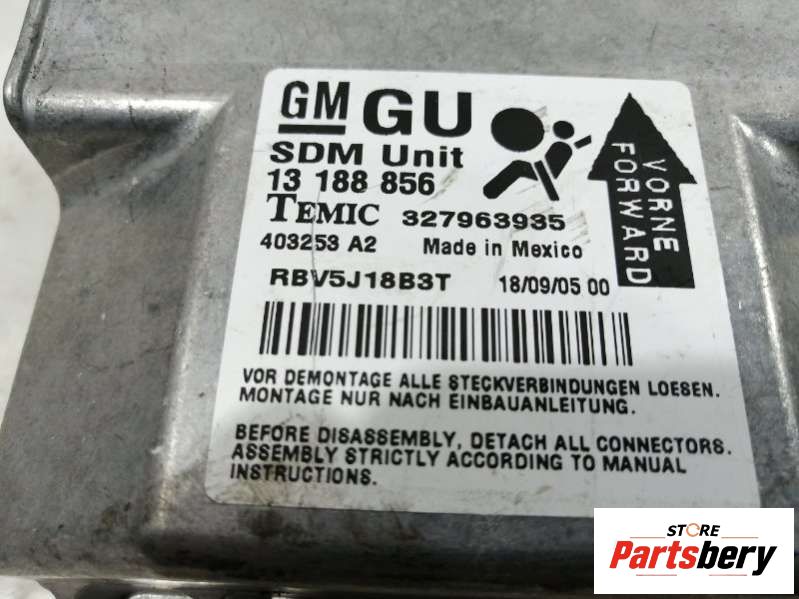 GM GU
SDM Unit
13 188 856
TEMIC 327963935
403253 A2 Made in Mexico
RBV5J18B3T 18/09/05 00
VORNE
FORWARD
VOR DEMONTAGE ALLE STECKVERBINDUNGEN LOESEN.
MONTAGE NUR NACH EINBAUANLEITUNG.
BEFORE DISASSEMBLY, DETACH ALL CONNECTORS.
ASSEMBLY STRICTLY ACCORDING TO MANUAL
INSTRUCTIONS.
STORE
Partsbery